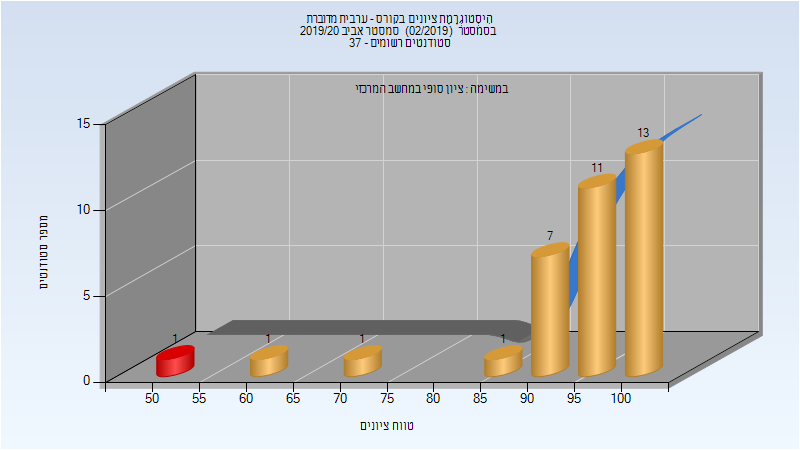 היסטוגרמת ציונים בקורס - ערבית מדוברת
בסמסטר (02/2019) סמסטר אביב 2019/20
סטודנטים רשומים - 37
במשימה : ציון סופי במחשב המרכזי
מספר סטודנטים
15
10
5
0
1
1
1
1
7
11
13
50 55 60 65 70 75 80 85 90 95 100
טווח ציונים